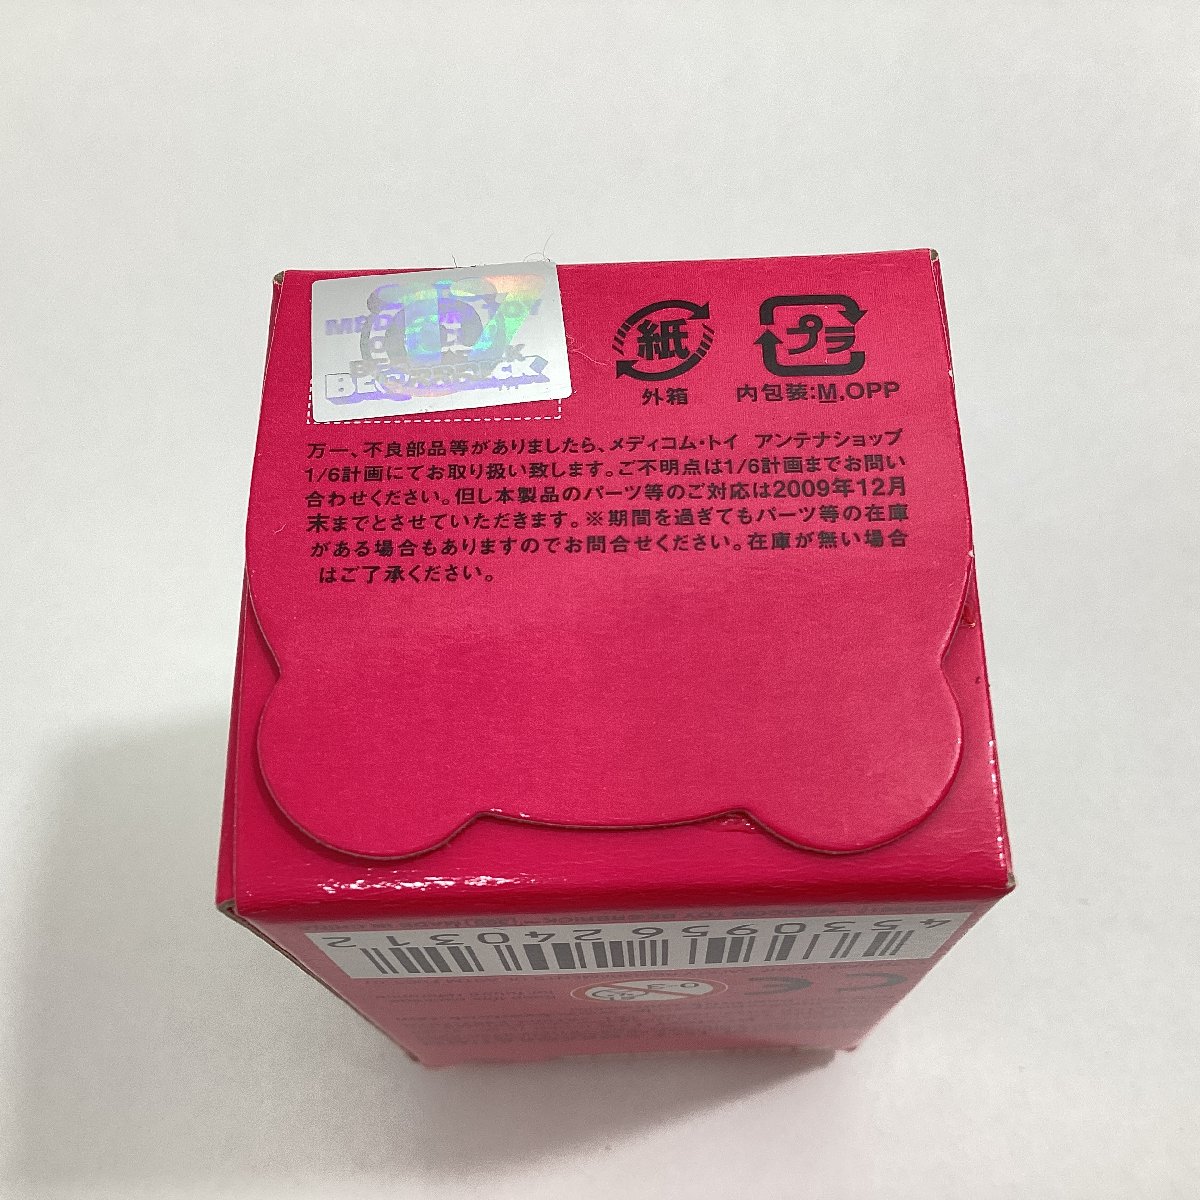 MEDICOM TOY
BE@RBRICK
紙
外箱
プラ
内包装:M.OPP
万一、不良部品等がありましたら、メディコム・トイ アンテナショップ
1/6計画にてお取り扱い致します。ご不明点は1/6計画までお問い
合わせください。但し本製品のパーツ等のご対応は2009年12月
末までとさせていただきます。※期間を過ぎてもパーツ等の在庫
がある場合もありますのでお問合せください。在庫が無い場合
はご了承ください。
4530956240312
0-3
CE